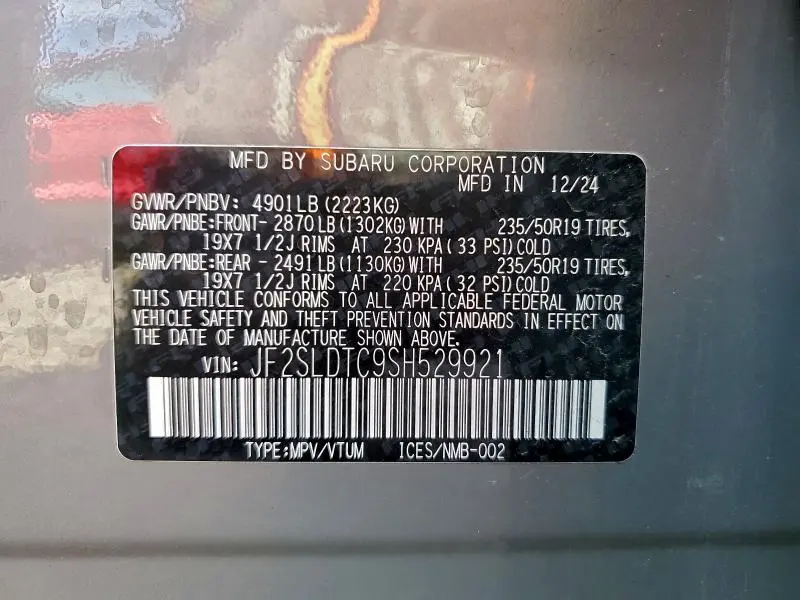 MFD BY SUBARU CORPORATION
MFD IN 12/24
GVWR/PNBV: 4901LB (2223KG)
GAWR/PNBE:FRONT- 2870 LB (1302KG) WITH 235/50R19 TIRES,
19X7 1/2J RIMS AT 230 KPA ( 33 PSI) COLD
GAWR/PNBE:REAR - 2491 LB (1130KG) WITH 235/50R19 TIRES,
19X7 1/2J RIMS AT 220 KPA ( 32 PSI) COLD
THIS VEHICLE CONFORMS TO ALL APPLICABLE FEDERAL MOTOR
VEHICLE SAFETY AND THEFT PREVENTION STANDARDS IN EFFECT ON
THE DATE OF MANUFACTURE SHOWN ABOVE.
VIN: JF2SLDTC9SH529921
TYPE:MPV/VTUM ICES/NMB-002